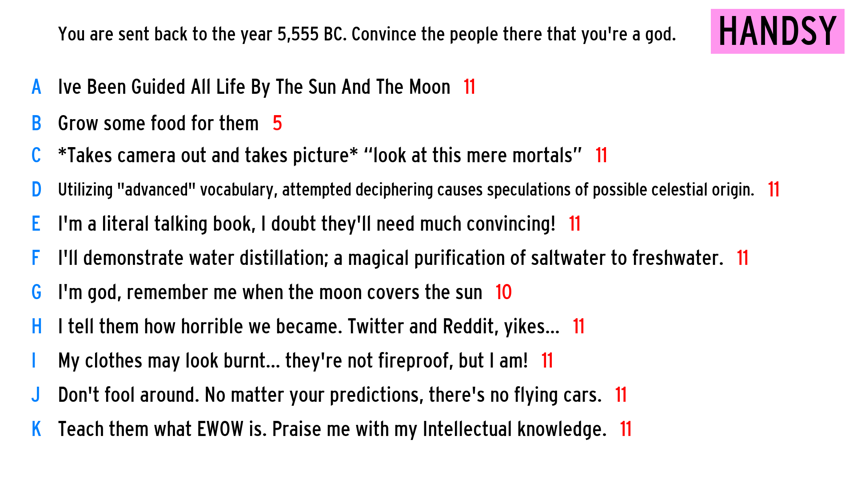 You are sent back to the year 5,555 BC. Convince the people there that you're a god.
HANDSY
A Ive Been Guided All Life By The Sun And The Moon 11
B Grow some food for them 5
C *Takes camera out and takes picture* “look at this mere mortals” 11
D Utilizing "advanced" vocabulary, attempted deciphering causes speculations of possible celestial origin. 11
E I'm a literal talking book, I doubt they'll need much convincing! 11
F I'll demonstrate water distillation; a magical purification of saltwater to freshwater. 11
G I'm god, remember me when the moon covers the sun 10
H I tell them how horrible we became. Twitter and Reddit, yikes... 11
I My clothes may look burnt... they're not fireproof, but I am! 11
J Don't fool around. No matter your predictions, there's no flying cars. 11
K Teach them what EWOW is. Praise me with my Intellectual knowledge. 11